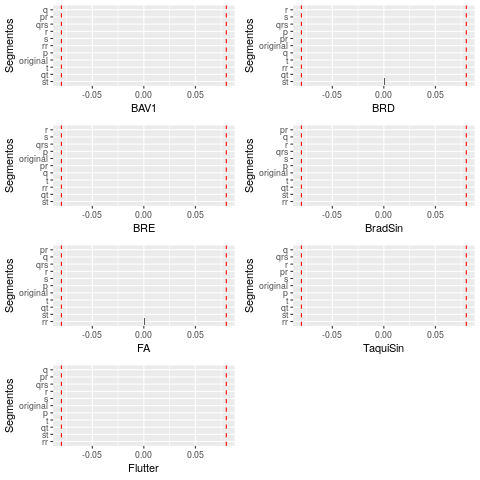 Segmentos
q
pr
qrs
r
s
p
original
t
rr
qt
st
-0.05 0.00 0.05
BAV1
Segmentos
r
s
qrs
p
pr
original
q
t
rr
qt
st
-0.05 0.00 0.05
BRD
Segmentos
r
s
qrs
p
original
pr
q
t
rr
qt
st
-0.05 0.00 0.05
BRE
Segmentos
pr
r
qrs
q
s
p
original
t
qt
st
rr
-0.05 0.00 0.05
BradSin
Segmentos
pr
q
qrs
r
s
p
original
t
qt
st
rr
-0.05 0.00 0.05
FA
Segmentos
q
qrs
r
pr
s
original
p
t
qt
st
rr
-0.05 0.00 0.05
TaquiSin
Segmentos
q
pr
qrs
r
s
original
p
t
qt
st
rr
-0.05 0.00 0.05
Flutter